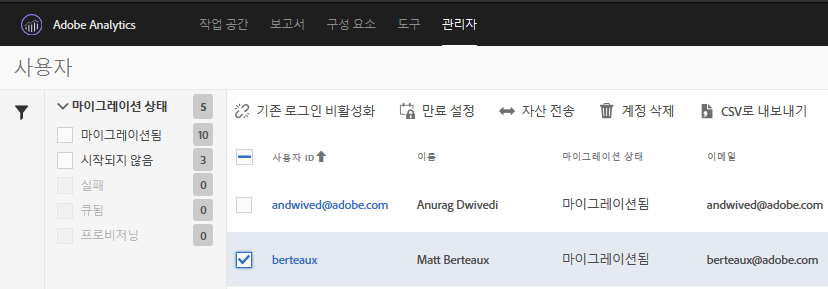 Adobe Analytics 작업 공간 보고서 구성 요소 도구 관리자
사용자
마이그레이션 상태 5
마이그레이션됨 10
시작되지 않음 3
실패 0
큐됨 0
프로비저닝 0
기존 로그인 비활성화 만료 설정 자산 전송 계정 삭제 CSV로 내보내기
사용자 ID 이름 마이그레이션 상태 이메일
andwived@adobe.com Anurag Dwivedi 마이그레이션됨 andwived@adobe.com
berteaux Matt Berteaux 마이그레이션됨 berteaux@adobe.com